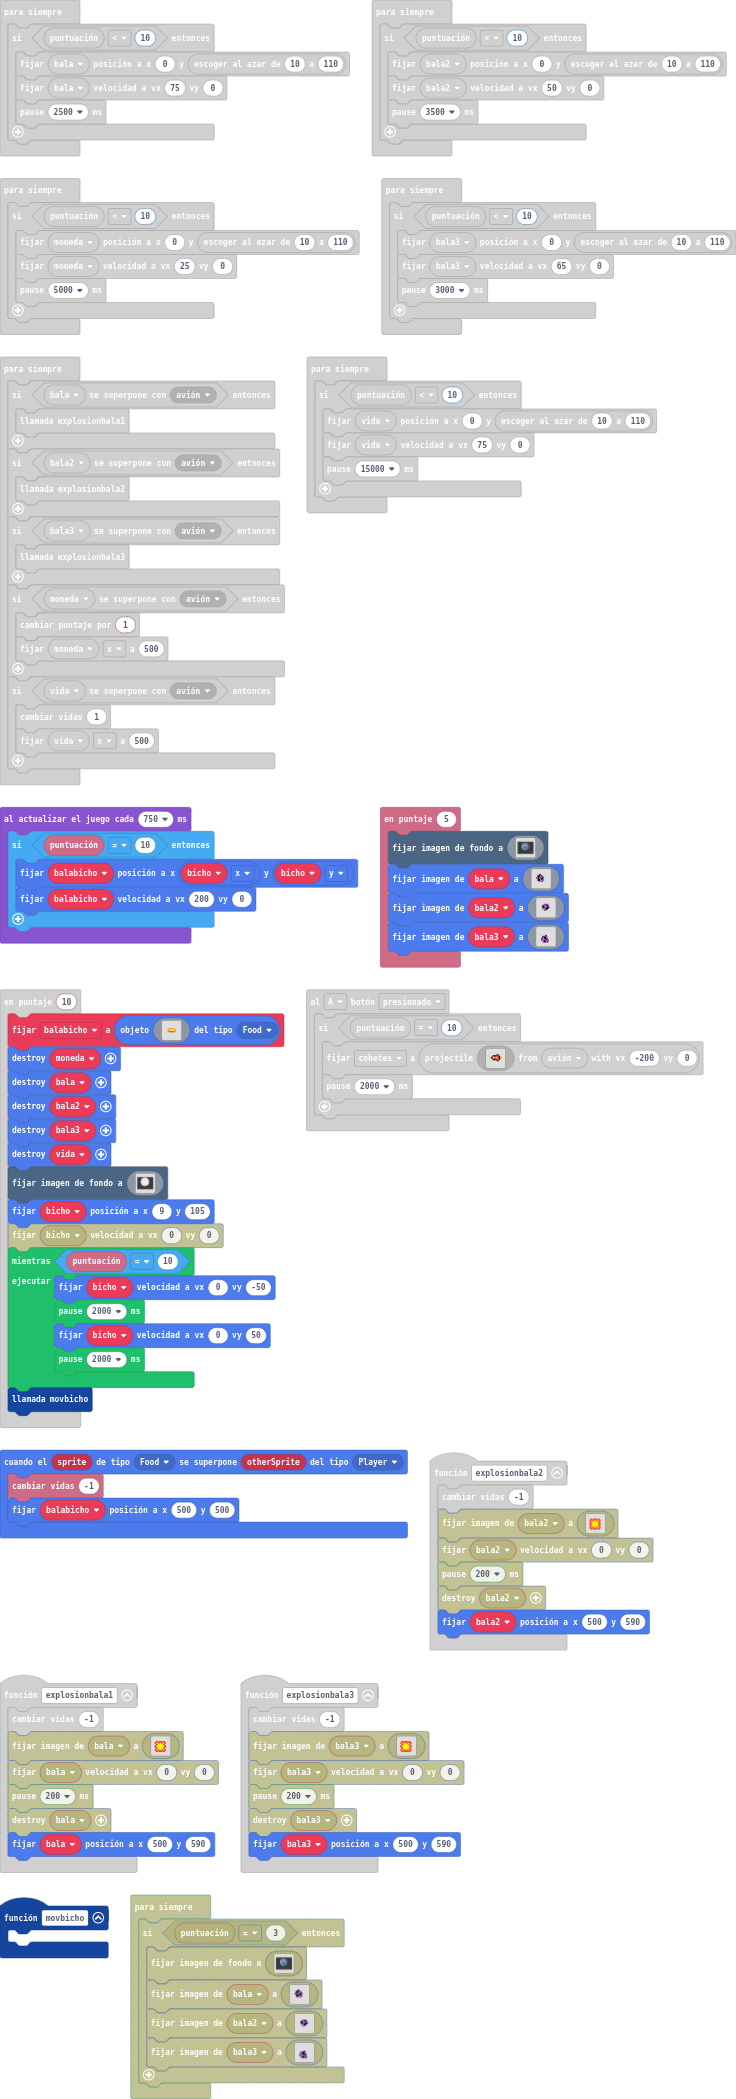 para siempre
si puntuación < 10 entonces
fijar bala posición a x 0 y escoger al azar de 10 a 110
fijar bala velocidad a vx 75 vy 0
pause 2500 ms
para siempre
si puntuación < 10 entonces
fijar bala2 posición a x 0 y escoger al azar de 10 a 110
fijar bala2 velocidad a vx 50 vy 0
pause 3500 ms
para siempre
si puntuación < 10 entonces
fijar moneda posición a x 0 y escoger al azar de 10 a 110
fijar moneda velocidad a vx 25 vy 0
pause 5000 ms
para siempre
si puntuación < 10 entonces
fijar bala3 posición a x 0 y escoger al azar de 10 a 110
fijar bala3 velocidad a vx 65 vy 0
pause 3000 ms
para siempre
si bala se superpone con avión entonces
llamada explosionbala1
si bala2 se superpone con avión entonces
llamada explosionbala2
si bala3 se superpone con avión entonces
llamada explosionbala3
si moneda se superpone con avión entonces
cambiar puntaje por 1
fijar moneda x a 500
si vida se superpone con avión entonces
cambiar vidas 1
fijar vida x a 500
para siempre
si puntuación < 10 entonces
fijar vida posición a x 0 y escoger al azar de 10 a 110
fijar vida velocidad a vx 75 vy 0
pause 15000 ms
al actualizar el juego cada 750 ms
si puntuación = 10 entonces
fijar balabicho posición a x bicho x y bicho y
fijar balabicho velocidad a vx 200 vy 0
en puntaje 5
fijar imagen de fondo a
fijar imagen de bala a
fijar imagen de bala2 a
fijar imagen de bala3 a
en puntaje 10
fijar balabicho a objeto del tipo Food
destroy moneda
destroy bala
destroy bala2
destroy bala3
destroy vida
fijar imagen de fondo a
fijar bicho posición a x 9 y 105
fijar bicho velocidad a vx 0 vy 0
mientras puntuación = 10
ejecutar fijar bicho velocidad a vx 0 vy -50
pause 2000 ms
fijar bicho velocidad a vx 0 vy 50
pause 2000 ms
llamada movbicho
al A botón presionado
si puntuación = 10 entonces
fijar cohetes a projectile from avión with vx -200 vy 0
pause 2000 ms
cuando el sprite de tipo Food se superpone otherSprite del tipo Player
cambiar vidas -1
fijar balabicho posición a x 500 y 500
función explosionbala2
cambiar vidas -1
fijar imagen de bala2 a
fijar bala2 velocidad a vx 0 vy 0
pause 200 ms
destroy bala2
fijar bala2 posición a x 500 y 590
función explosionbala1
cambiar vidas -1
fijar imagen de bala a
fijar bala velocidad a vx 0 vy 0
pause 200 ms
destroy bala
fijar bala posición a x 500 y 590
función explosionbala3
cambiar vidas -1
fijar imagen de bala3 a
fijar bala3 velocidad a vx 0 vy 0
pause 200 ms
destroy bala3
fijar bala3 posición a x 500 y 590
función movbicho
para siempre
si puntuación = 3 entonces
fijar imagen de fondo a
fijar imagen de bala a
fijar imagen de bala2 a
fijar imagen de bala3 a